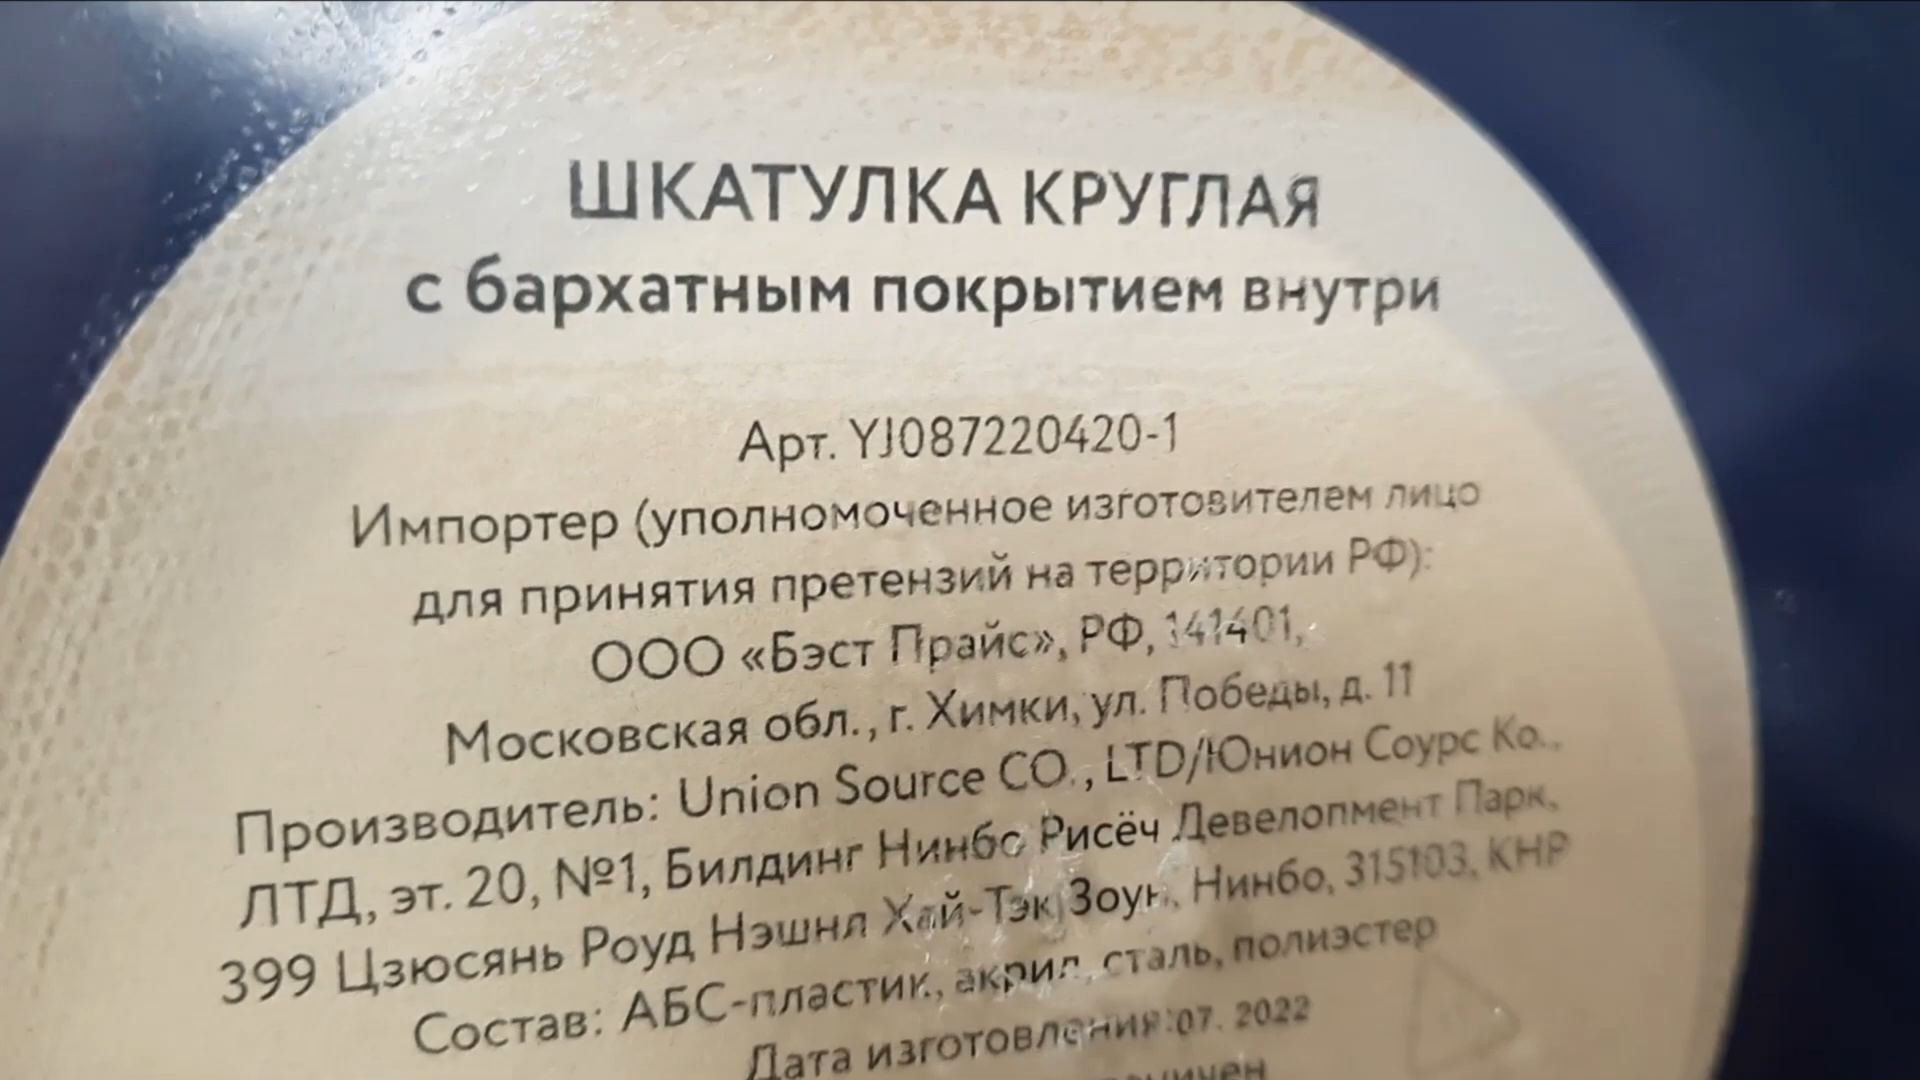 ШКАТУЛКА КРУГЛАЯ
с бархатным покрытием внутри
Арт. YJ087220420-1
Импортер (уполномоченное изготовителем лицо
для принятия претензий на территории РФ):
ООО «Бэст Прайс», РФ, 141401,
Московская обл., г. Химки, ул. Победы, д. 11
Производитель: Union Source CO., LTD/Юнион Соурс Ко.,
ЛТД, эт. 20, №1, Билдинг Нинбо Рисёч Девелопмент Парк,
399 Цзюсянь Роуд Нэшнл Хай-Тэк Зоун, Нинбо, 315103, КНР
Состав: АБС-пластик, акрил, сталь, полиэстер
Дата изготовления:07. 2022